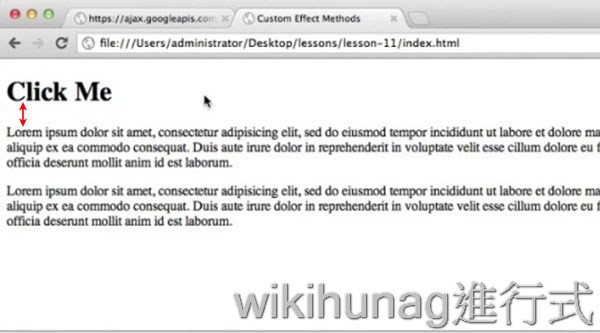 https://ajax.googleapis.com
Custom Effect Methods
file:///Users/administrator/Desktop/lessons/lesson-11/index.html
Click Me
Lorem ipsum dolor sit amet, consectetur adipisicing elit, sed do eiusmod tempor incididunt ut labore et dolore ma
aliquip ex ea commodo consequat. Duis aute irure dolor in reprehenderit in voluptate velit esse cillum dolore eu f
officia deserunt mollit anim id est laborum.
Lorem ipsum dolor sit amet, consectetur adipisicing elit, sed do eiusmod tempor incididunt ut labore et dolore ma
aliquip ex ea commodo consequat. Duis aute irure dolor in reprehenderit in voluptate velit esse cillum dolore eu f
officia deserunt mollit anim id est laborum.
wikihunag進行式